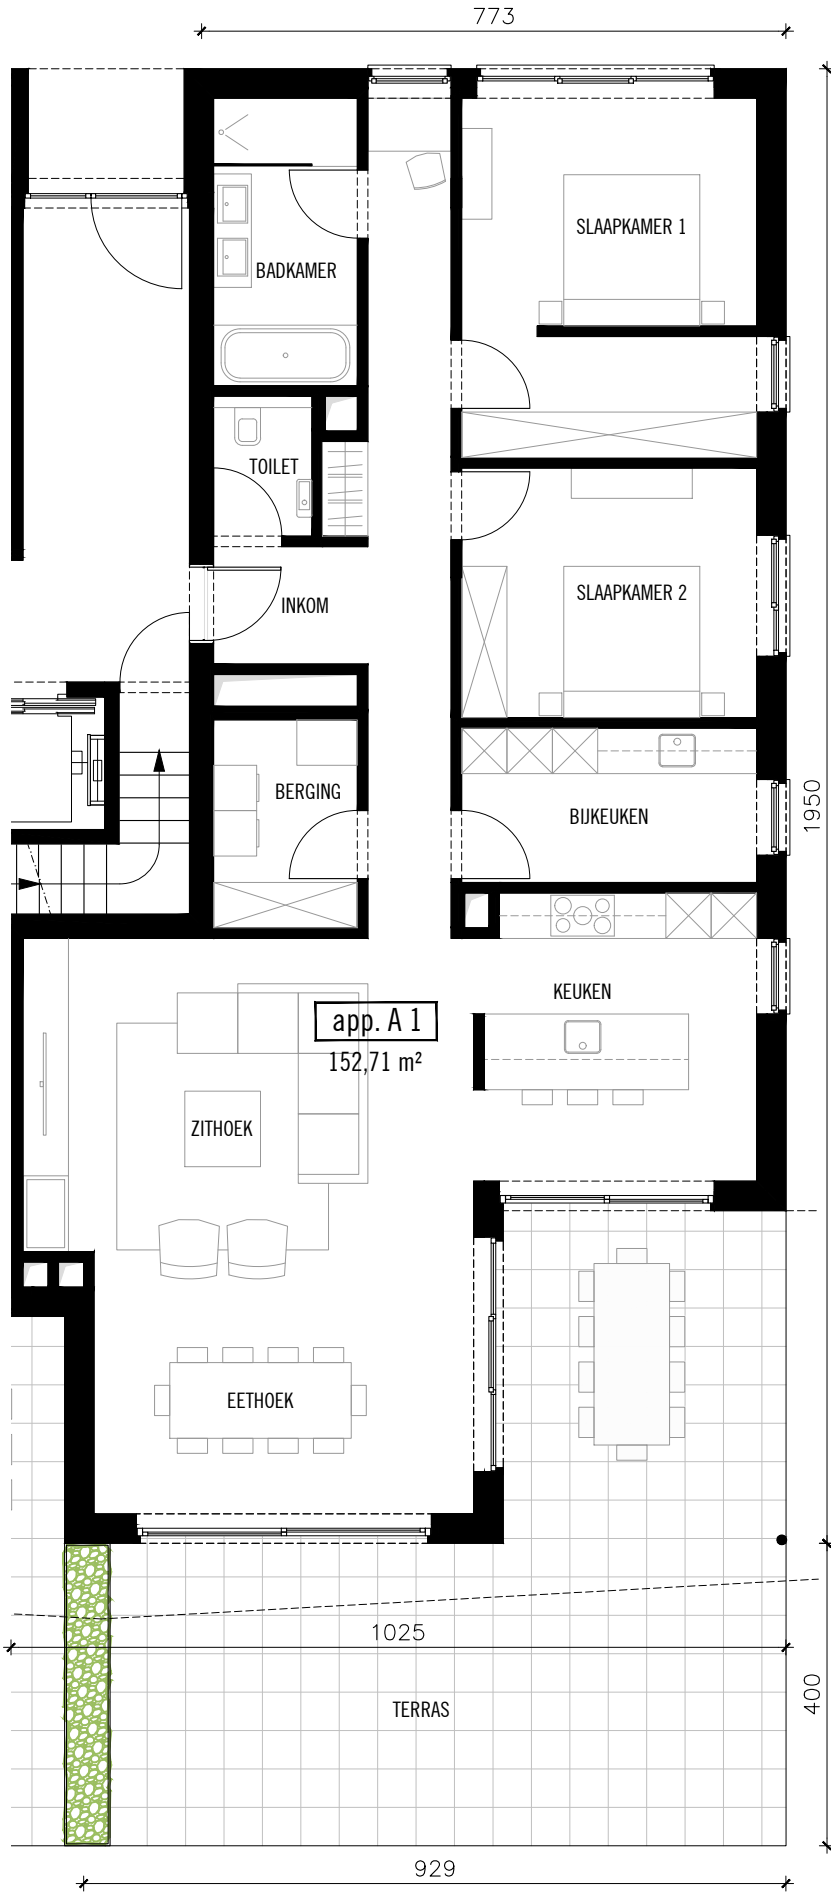 773
SLAAPKAMER 1
BADKAMER
TOILET
SLAAPKAMER 2
INKOM
BERGING
BIJKEUKEN
1950
KEUKEN
app. A 1
152,71 m²
ZITHOEK
EETHOEK
1025
400
TERRAS
929